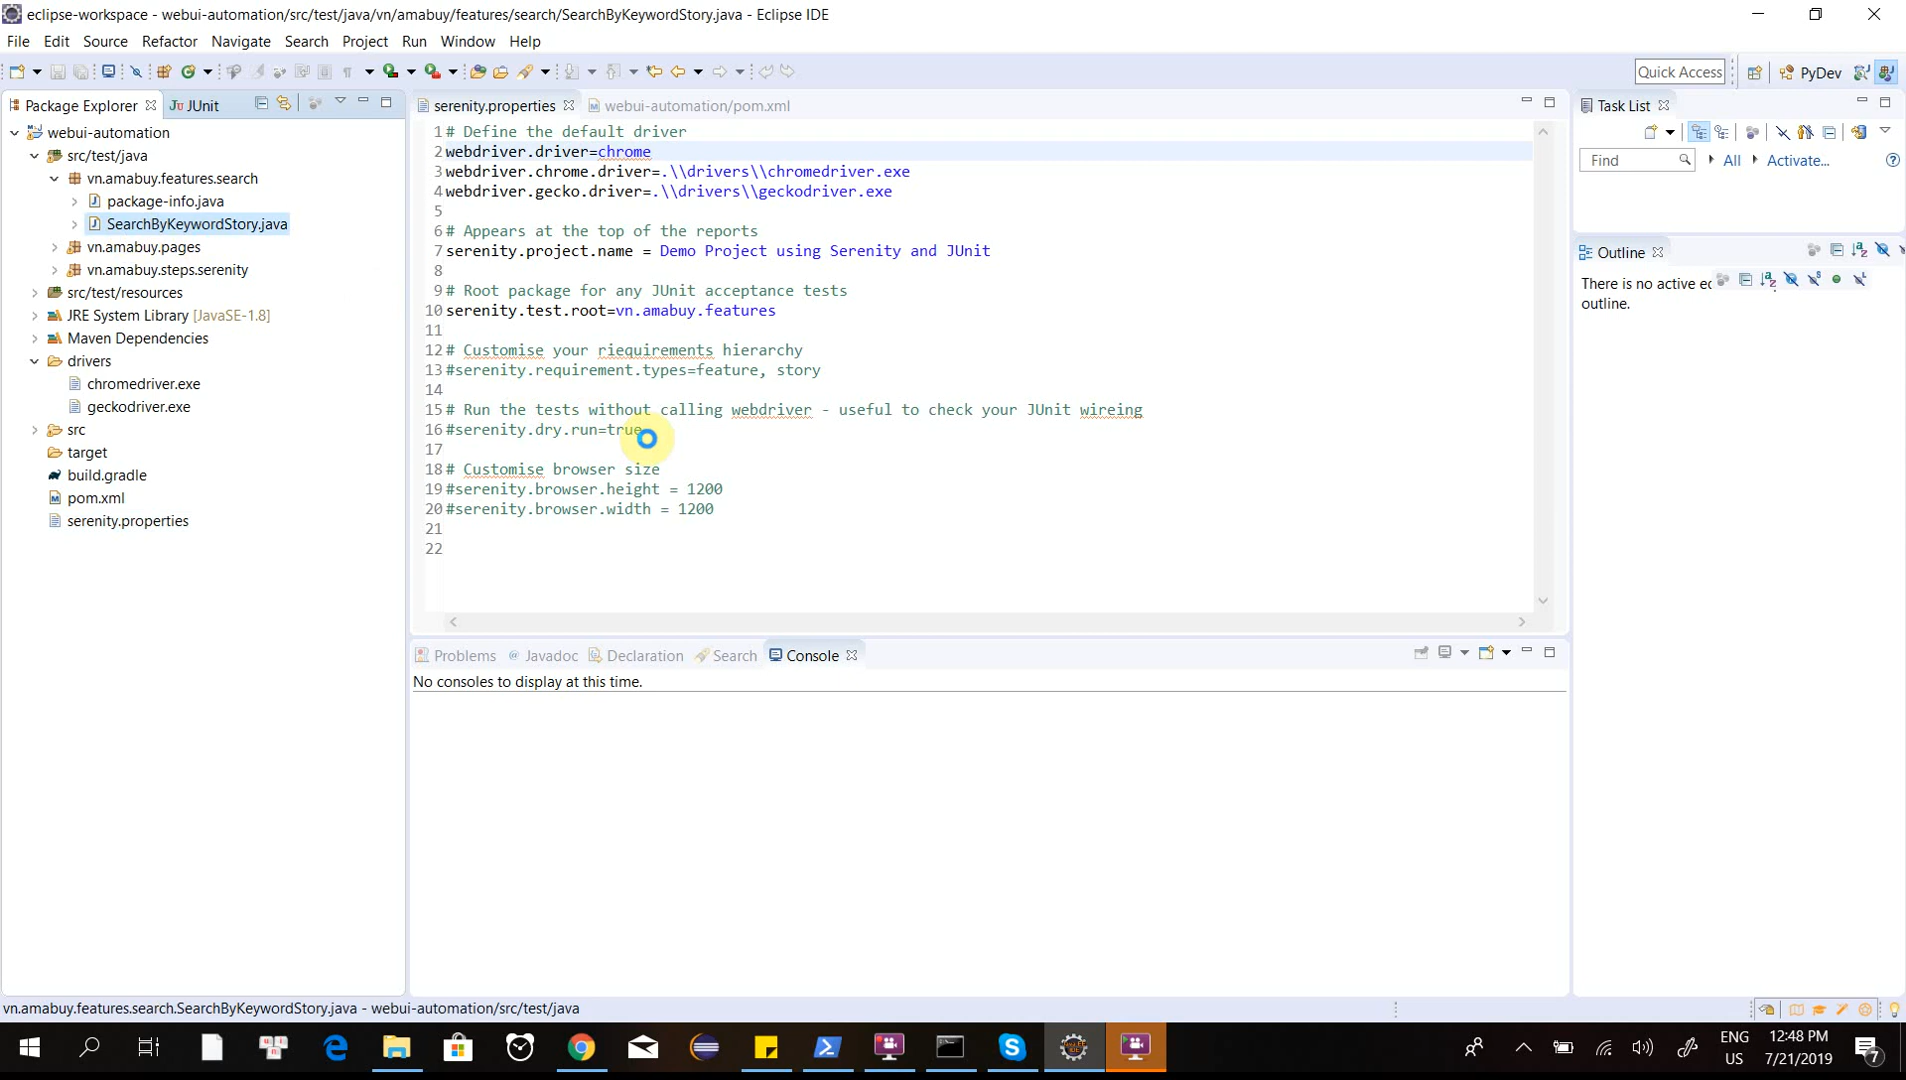 eclipse-workspace - webui-automation/src/test/java/vn/amabuy/features/search/SearchByKeywordStory.java - Eclipse IDE
File Edit Source Refactor Navigate Search Project Run Window Help
Quick Access
PyDev
Package Explorer
JUnit
webui-automation
src/test/java
vn.amabuy.features.search
package-info.java
SearchByKeywordStory.java
vn.amabuy.pages
vn.amabuy.steps.serenity
src/test/resources
JRE System Library [JavaSE-1.8]
Maven Dependencies
drivers
chromedriver.exe
geckodriver.exe
src
target
build.gradle
pom.xml
serenity.properties
serenity.properties
webui-automation/pom.xml
1 # Define the default driver
2 webdriver.driver=chrome
3 webdriver.chrome.driver=.\\drivers\\chromedriver.exe
4 webdriver.gecko.driver=.\\drivers\\geckodriver.exe
5
6 # Appears at the top of the reports
7 serenity.project.name = Demo Project using Serenity and JUnit
8
9 # Root package for any JUnit acceptance tests
10 serenity.test.root=vn.amabuy.features
11
12 # Customise your riequirements hierarchy
13 #serenity.requirement.types=feature, story
14
15 # Run the tests without calling webdriver - useful to check your JUnit wireing
16 #serenity.dry.run=true
17
18 # Customise browser size
19 #serenity.browser.height = 1200
20 #serenity.browser.width = 1200
21
22
Problems
Javadoc
Declaration
Search
Console
No consoles to display at this time.
Task List
Find
All
Activate...
Outline
There is no active ec
outline.
vn.amabuy.features.search.SearchByKeywordStory.java - webui-automation/src/test/java
ENG
US
12:48 PM
7/21/2019
7